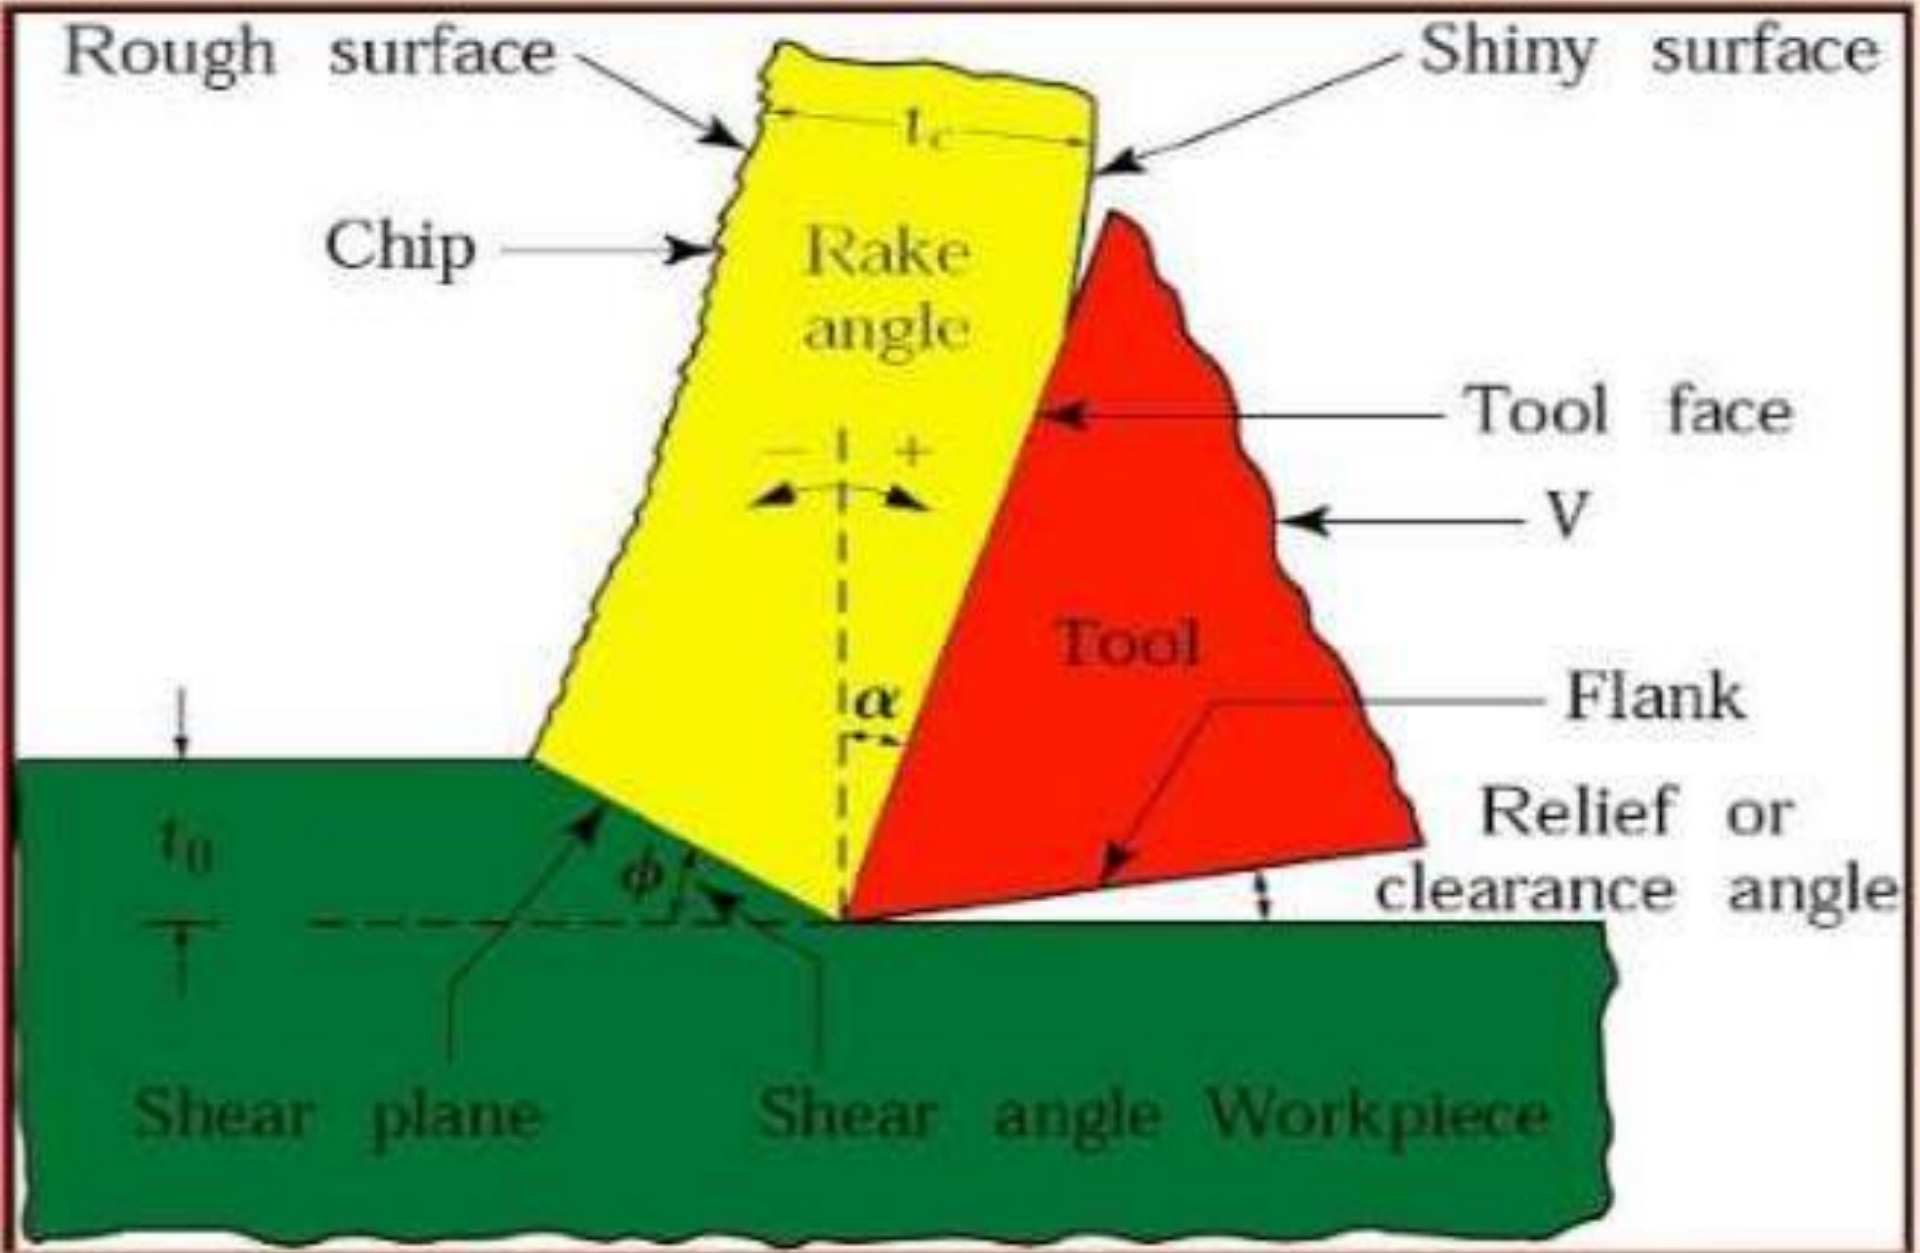 Rough surface
Shiny surface
tc
Chip
Rake
angle
Tool face
− +
V
Tool
α
Flank
Relief or
clearance angle
t0
ϕ
Shear plane
Shear angle
Workpiece